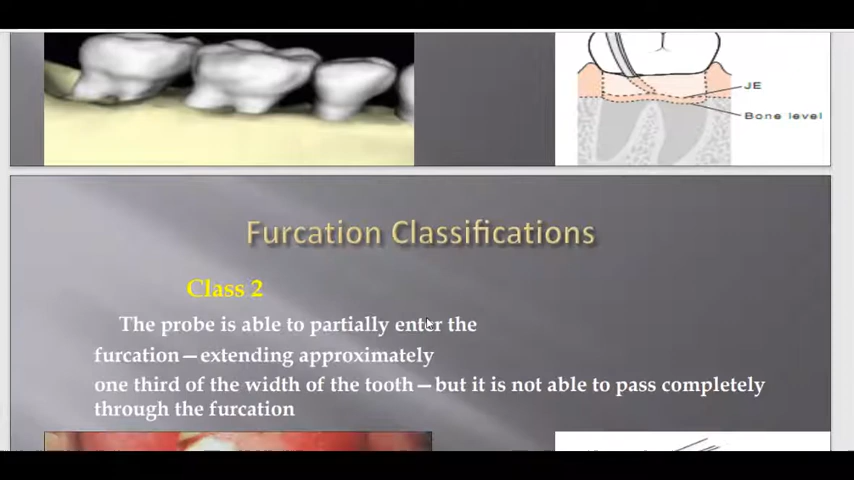 JE
Bone level
Furcation Classifications
Class 2
The probe is able to partially enter the
furcation—extending approximately
one third of the width of the tooth—but it is not able to pass completely
through the furcation